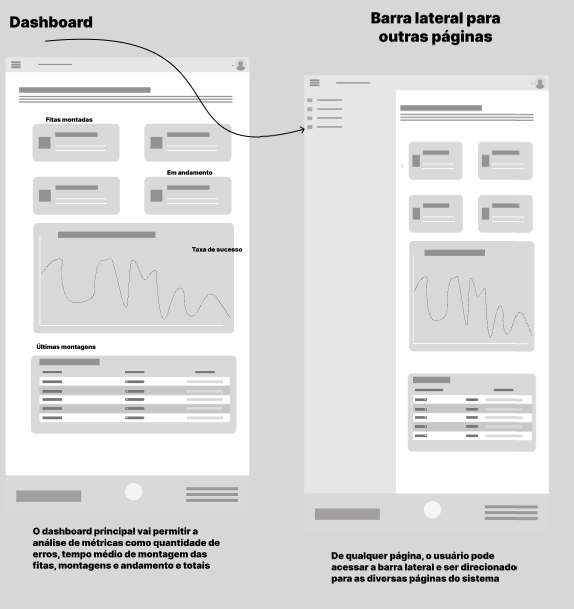 Dashboard
Barra lateral para
outras páginas
Fitas montadas
Em andamento
Taxa de sucesso
Últimas montagens
O dashboard principal vai permitir a
análise de métricas como quantidade de
erros, tempo médio de montagem das
fitas, montagens e andamento e totais
De qualquer página, o usuário pode
acessar a barra lateral e ser direcionado
para as diversas páginas do sistema